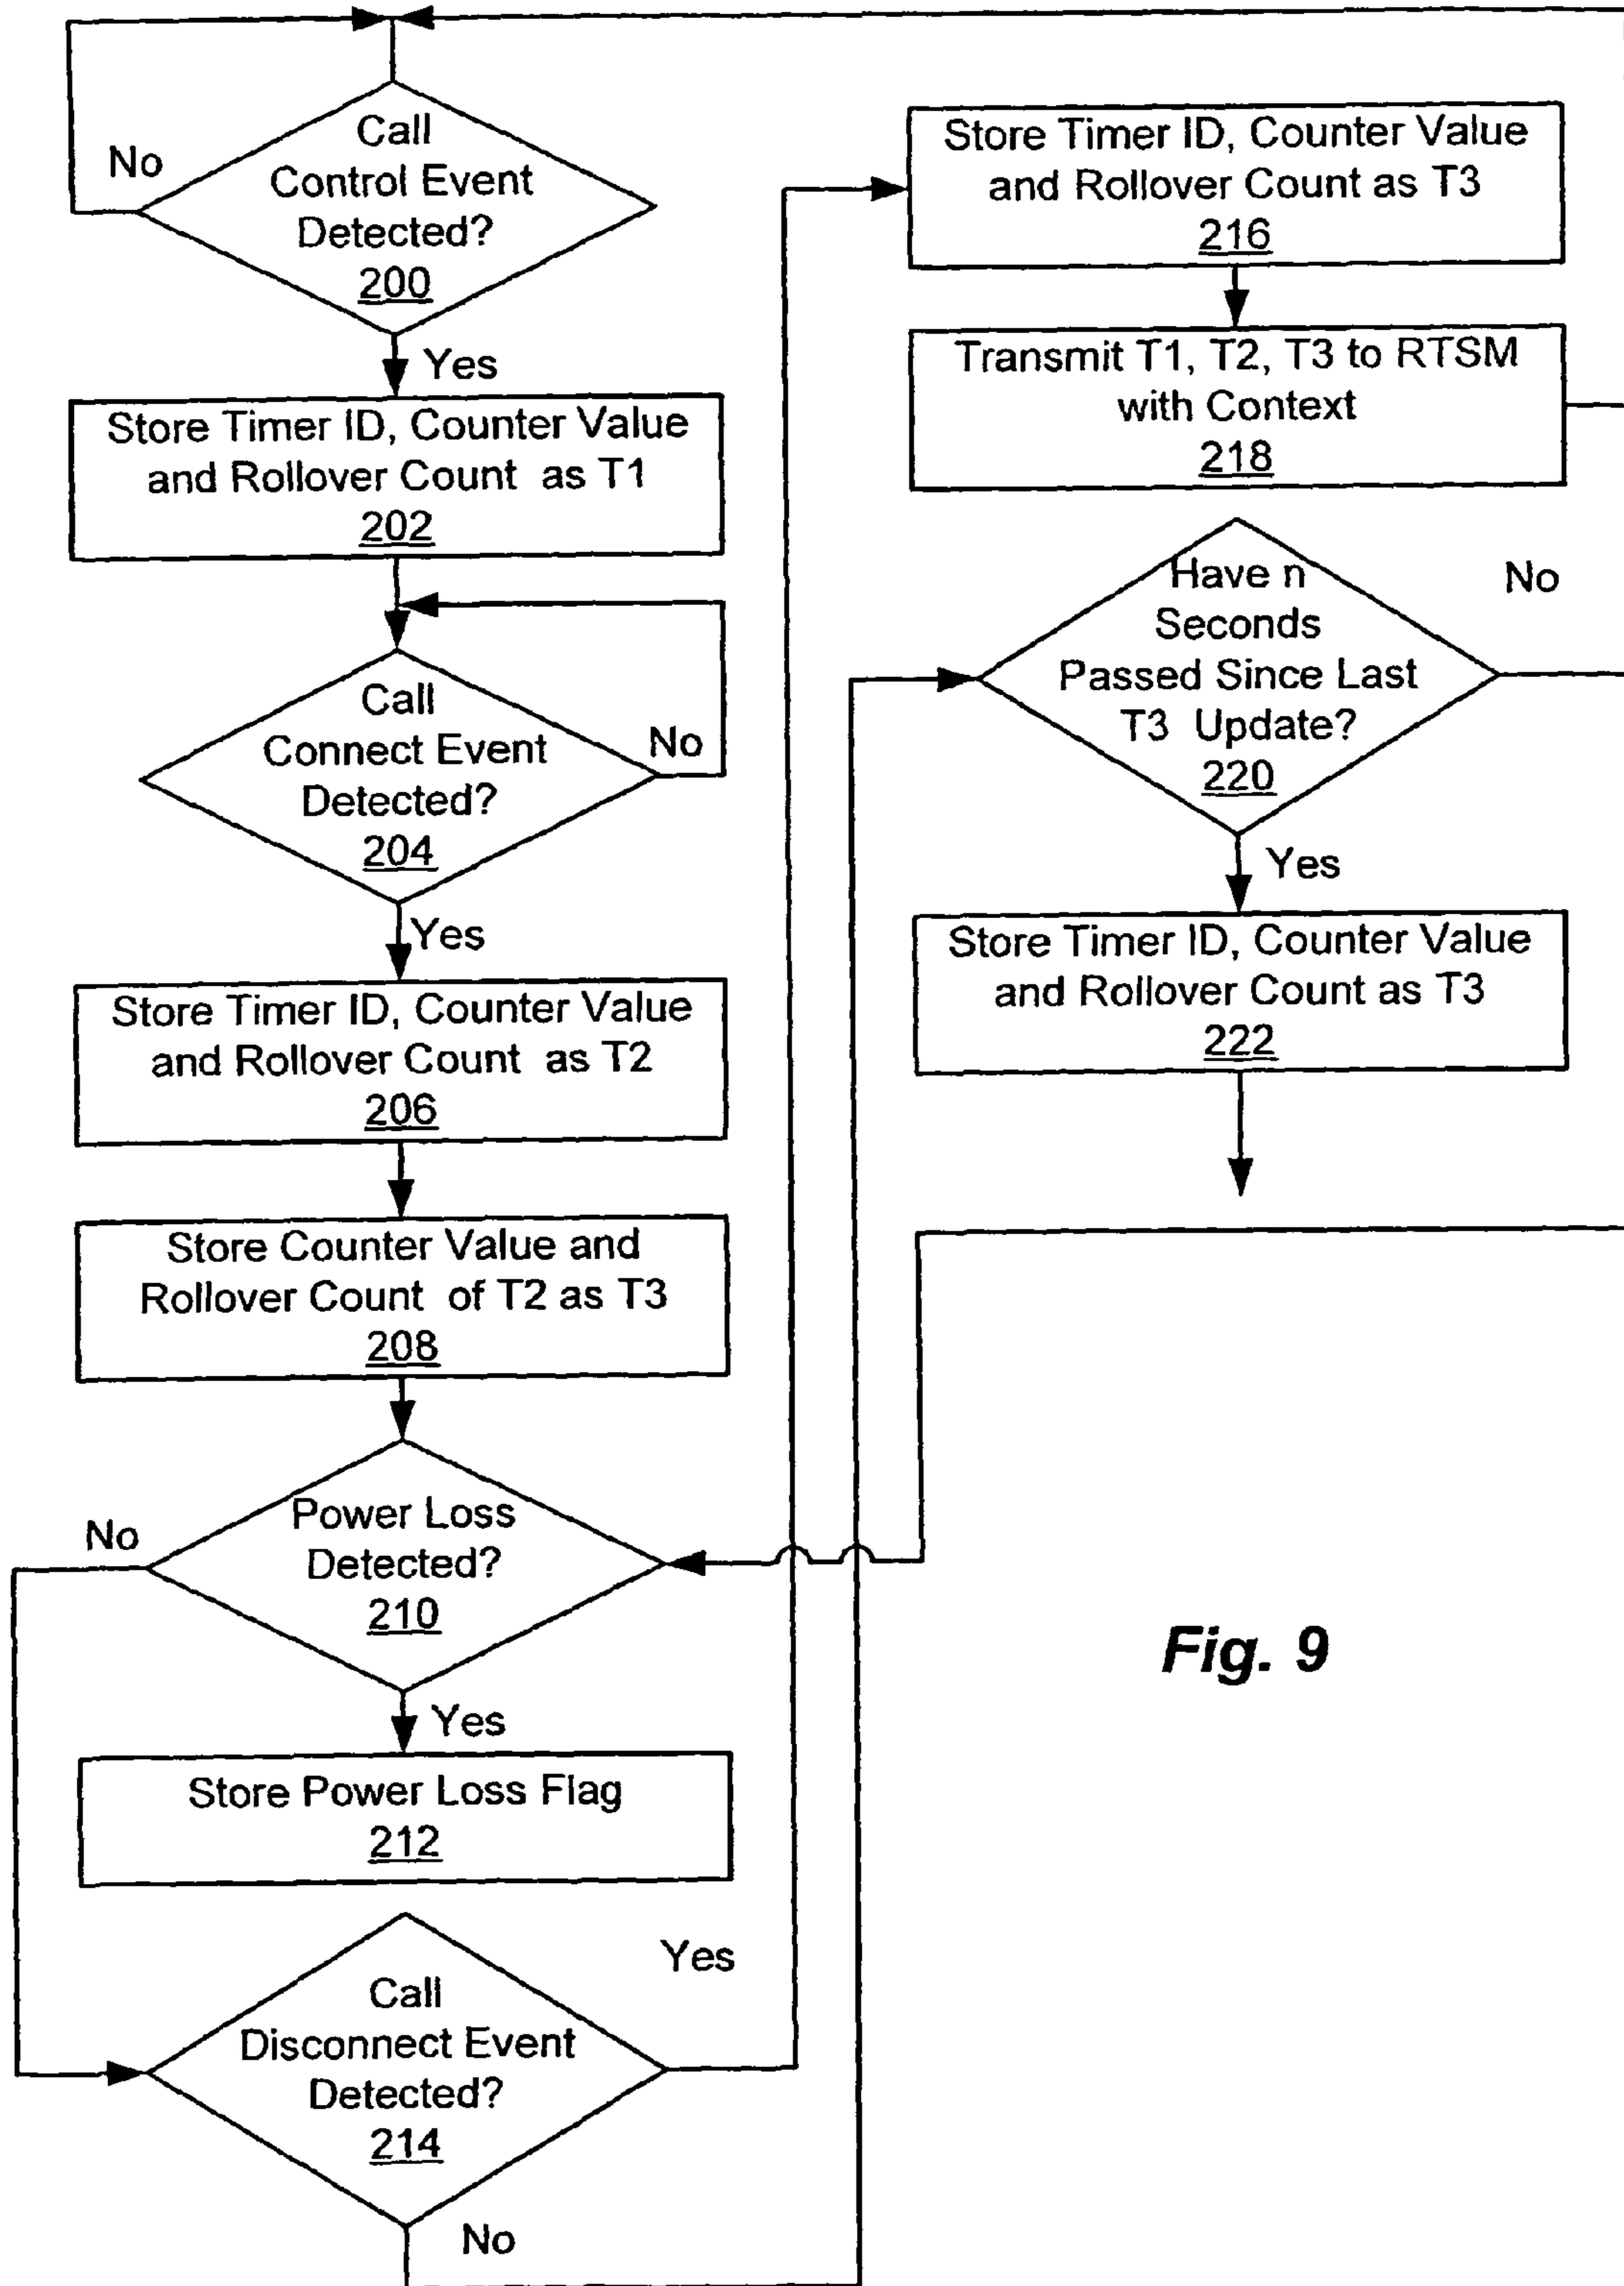 Call
Control Event
Detected?
200
No
Yes
Store Timer ID, Counter Value
and Rollover Count as T1
202
Call
Connect Event
Detected?
204
No
Yes
Store Timer ID, Counter Value
and Rollover Count as T2
206
Store Counter Value and
Rollover Count of T2 as T3
208
Power Loss
Detected?
210
No
Yes
Store Power Loss Flag
212
Call
Disconnect Event
Detected?
214
Yes
No
Store Timer ID, Counter Value
and Rollover Count as T3
216
Transmit T1, T2, T3 to RTSM
with Context
218
Have n
Seconds
Passed Since Last
T3 Update?
220
No
Yes
Store Timer ID, Counter Value
and Rollover Count as T3
222
Fig. 9